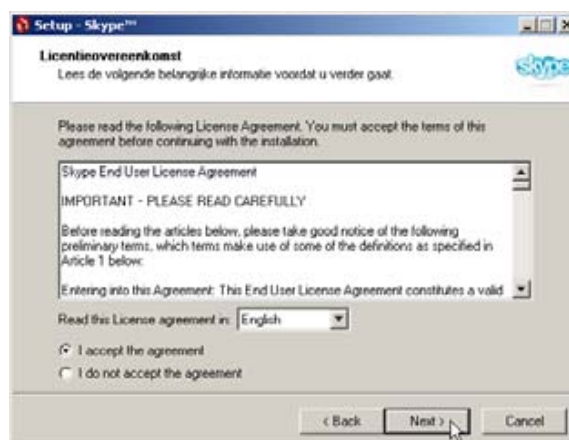 Setup - Skype™
Licentieovereenkomst
Lees de volgende belangrijke informatie voordat u verder gaat.
skype
Please read the following License Agreement. You must accept the terms of this
agreement before continuing with the installation.
Skype End User License Agreement
IMPORTANT - PLEASE READ CAREFULLY
Before reading the articles below, please take good notice of the following
preliminary terms, which terms make use of some of the definitions as specified in
Article 1 below:
Entering into this Agreement: This End User License Agreement constitutes a valid
Read this License agreement in: English
I accept the agreement
I do not accept the agreement
< Back Next > Cancel